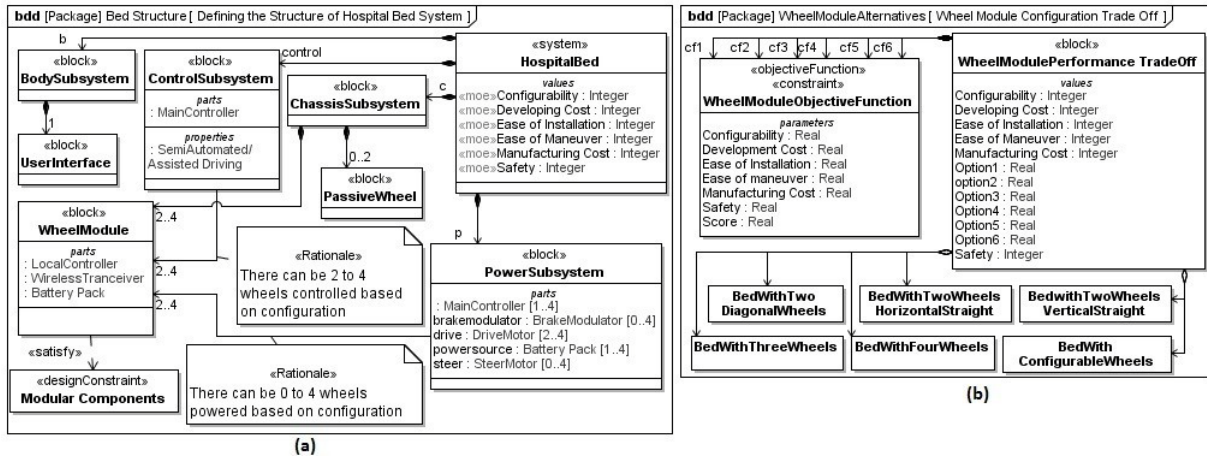 bdd [Package] Bed Structure [ Defining the Structure of Hospital Bed System ]
b
«block»
BodySubsystem
1
«block»
UserInterface
control
«block»
ControlSubsystem
parts
: MainController
properties
: SemiAutomated/
Assisted Driving
c
«block»
ChassisSubsystem
0..2
«block»
PassiveWheel
«system»
HospitalBed
values
«moe»Configurability : Integer
«moe»Developing Cost : Integer
«moe»Ease of Installation : Integer
«moe»Ease of Maneuver : Integer
«moe»Manufacturing Cost : Integer
«moe»Safety : Integer
p
«block»
WheelModule
parts
: LocalController
: WirelessTranceiver
: Battery Pack
2..4
2..4
2..4
«Rationale»
There can be 2 to 4
wheels controlled based
on configuration
«block»
PowerSubsystem
parts
: MainController [1..4]
brakemodulator : BrakeModulator [0..4]
drive : DriveMotor [2..4]
powersource : Battery Pack [1..4]
steer : SteerMotor [0..4]
«satisfy»
«designConstraint»
Modular Components
«Rationale»
There can be 0 to 4 wheels
powered based on configuration
(a)
bdd [Package] WheelModuleAlternatives [ Wheel Module Configuration Trade Off ]
cf1 cf2 cf3 cf4 cf5 cf6
«objectiveFunction»
«constraint»
WheelModuleObjectiveFunction
parameters
Configurability : Real
Development Cost : Real
Ease of Installation : Real
Ease of maneuver : Real
Manufacturing Cost : Real
Safety : Real
Score : Real
«block»
WheelModulePerformance TradeOff
values
Configurability : Integer
Developing Cost : Integer
Ease of Installation : Integer
Ease of Maneuver : Integer
Manufacturing Cost : Integer
Option1 : Real
option2 : Real
Option3 : Real
Option4 : Real
Option5 : Real
Option6 : Real
Safety : Integer
BedWithTwo
DiagonalWheels
BedWithTwoWheels
HorizontalStraight
BedwithTwoWheels
VerticalStraight
BedWithThreeWheels
BedWithFourWheels
BedWith
ConfigurableWheels
(b)